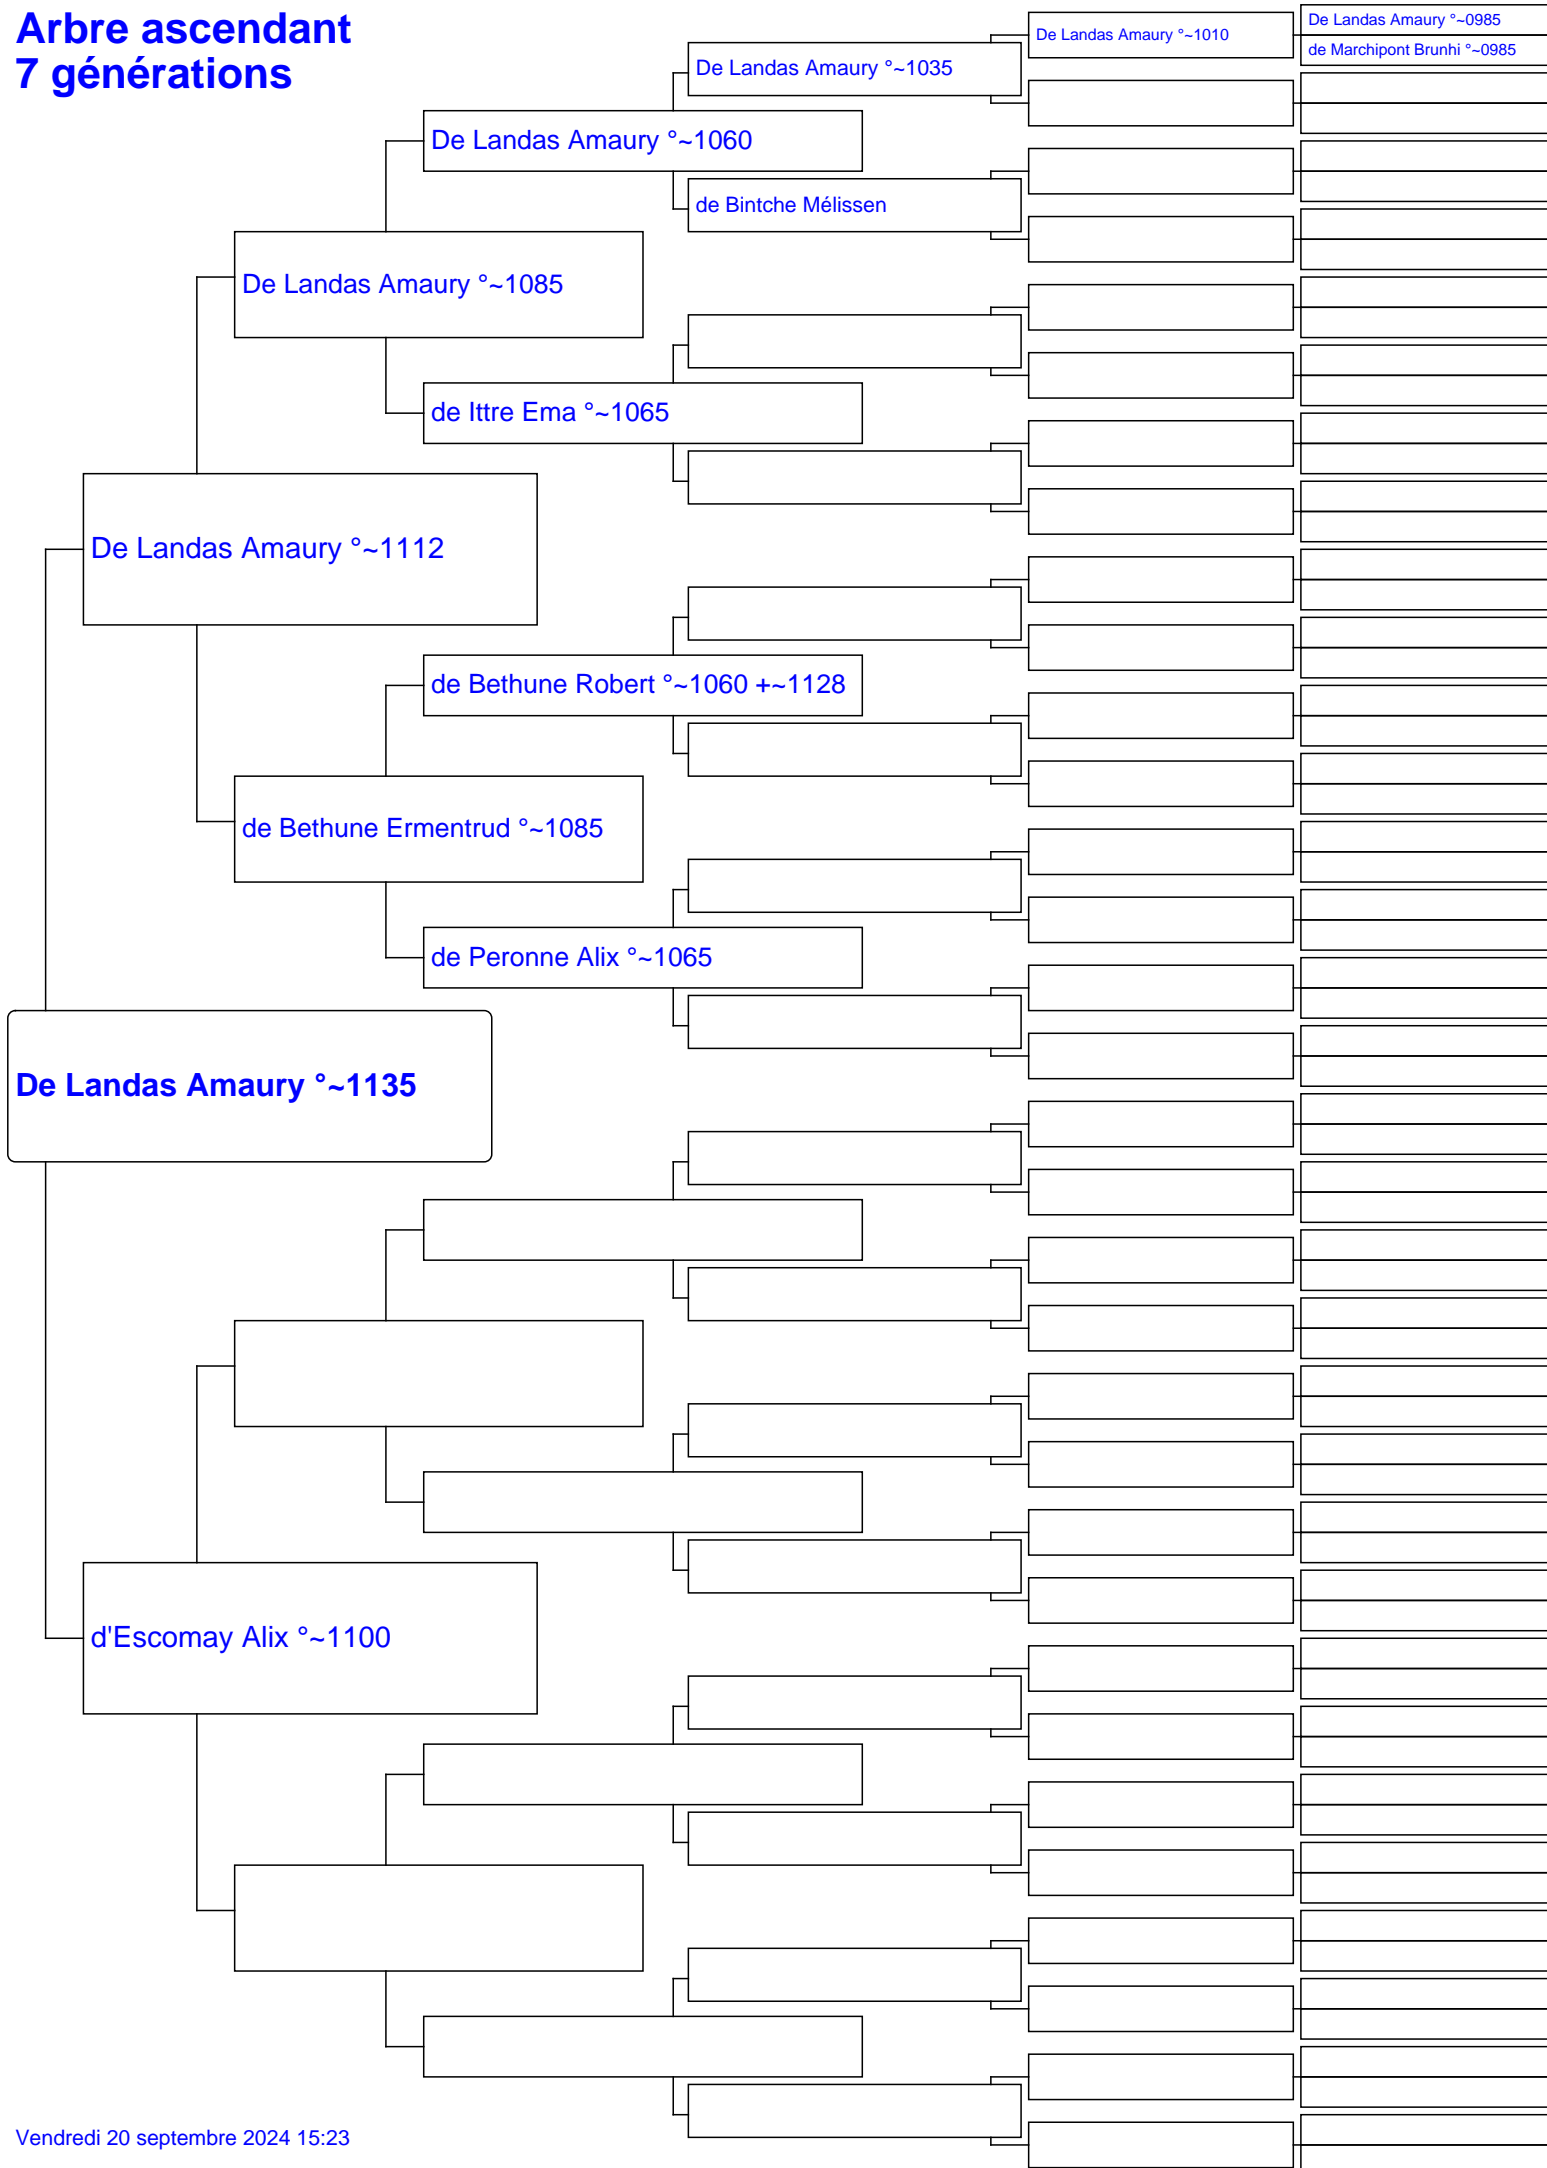 Arbre ascendant
7 générations
De Landas Amaury °~0985
de Marchipont Brunhi °~0985
De Landas Amaury °~1010
De Landas Amaury °~1035
De Landas Amaury °~1060
de Bintche Mélissen
De Landas Amaury °~1085
de Ittre Ema °~1065
De Landas Amaury °~1112
de Bethune Robert °~1060 +~1128
de Bethune Ermentrud °~1085
de Peronne Alix °~1065
De Landas Amaury °~1135
d'Escomay Alix °~1100
Vendredi 20 septembre 2024 15:23